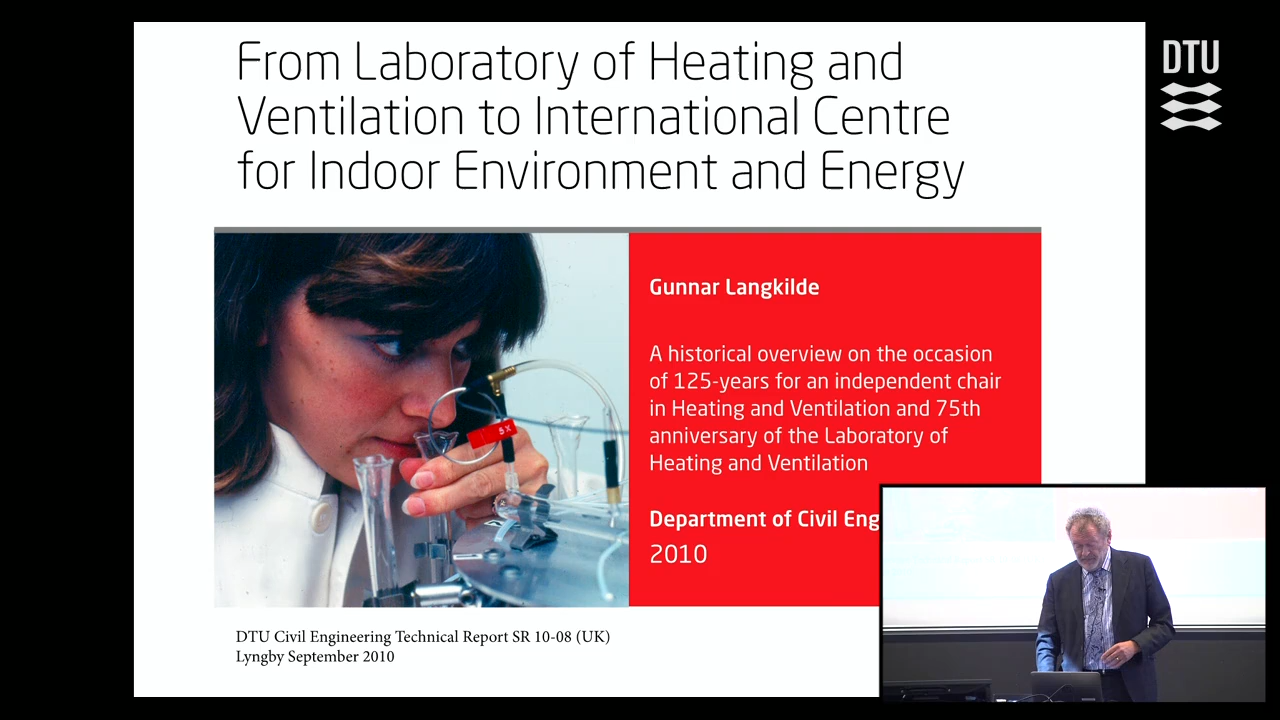 From Laboratory of Heating and
Ventilation to International Centre
for Indoor Environment and Energy
DTU
Gunnar Langkilde
A historical overview on the occasion
of 125-years for an independent chair
in Heating and Ventilation and 75th
anniversary of the Laboratory of
Heating and Ventilation
Department of Civil Eng
2010
5X
DTU Civil Engineering Technical Report SR 10-08 (UK)
Lyngby September 2010